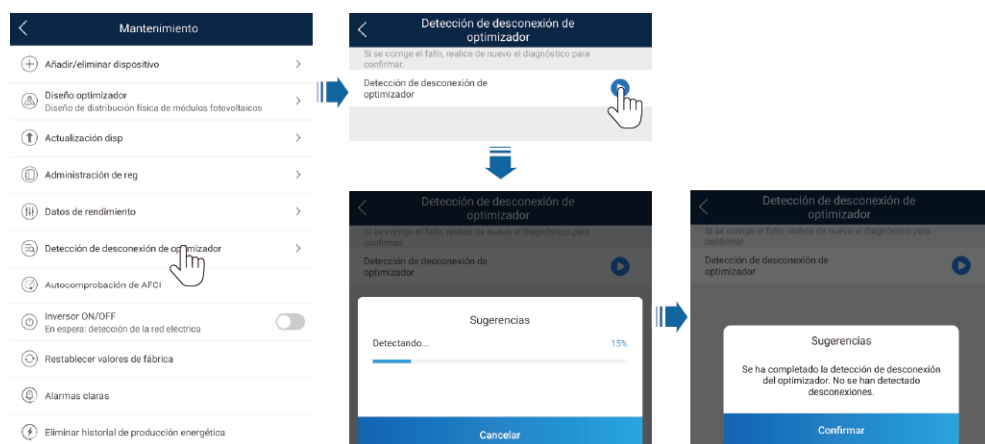 Mantenimiento
Añadir/eliminar dispositivo
Diseño optimizador
Diseño de distribución física de módulos fotovoltaicos
Actualización disp
Administración de reg
Datos de rendimiento
Detección de desconexión de optimizador
Autocomprobación de AFCI
Inversor ON/OFF
En espera: detección de la red eléctrica
Restablecer valores de fábrica
Alarmas claras
Eliminar historial de producción energética
Detección de desconexión de
optimizador
Si se corrige el fallo, realice de nuevo el diagnóstico para
confirmar.
Detección de desconexión de
optimizador
Detección de desconexión de
optimizador
Si se corrige el fallo, realice de nuevo el diagnóstico para
confirmar.
Detección de desconexión de
optimizador
Sugerencias
Detectando... 15%
Cancelar
Detección de desconexión de
optimizador
Si se corrige el fallo, realice de nuevo el diagnóstico para
confirmar.
Detección de desconexión de
optimizador
Sugerencias
Se ha completado la detección de desconexión
del optimizador. No se han detectado
desconexiones.
Confirmar